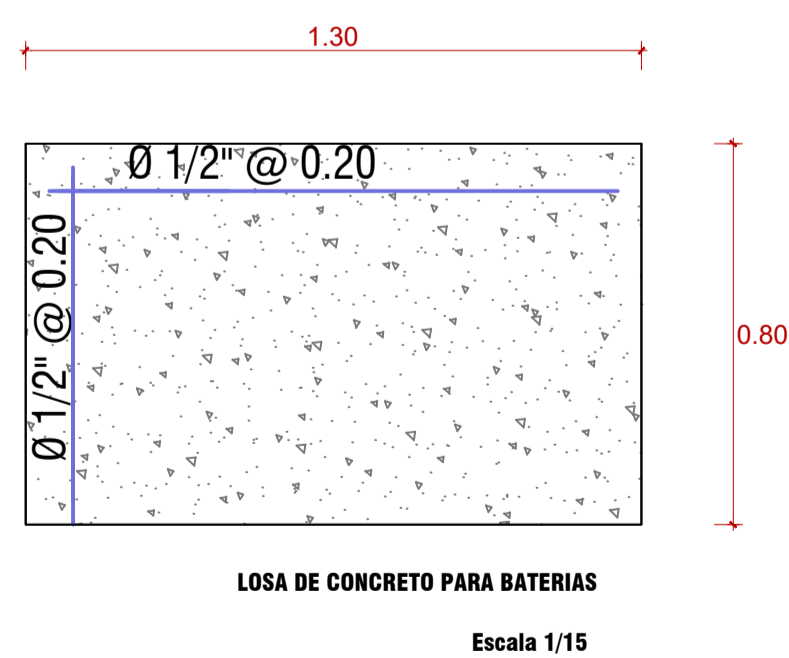 1.30
Ø 1/2" @ 0.20
Ø 1/2" @ 0.20
0.80
LOSA DE CONCRETO PARA BATERIAS
Escala 1/15